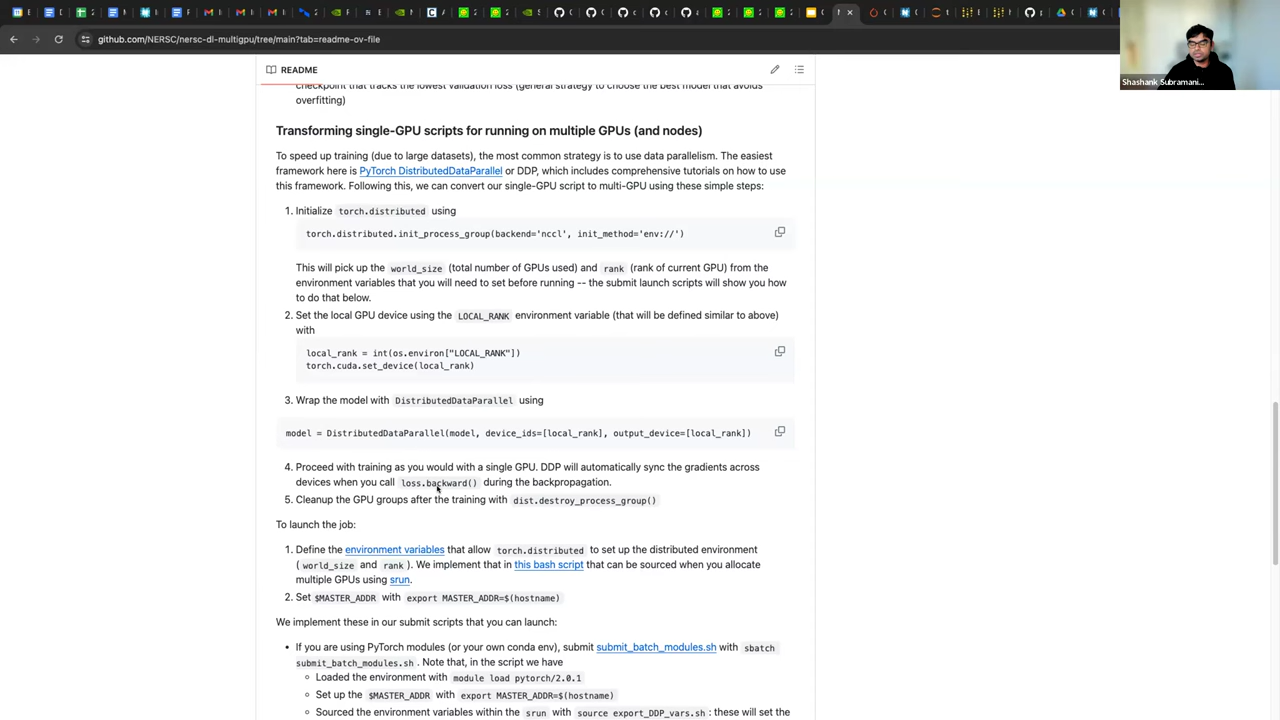 github.com/NERSC/nersc-dl-multigpu/tree/main?tab=readme-ov-file
Shashank Subramani...
README
checkpoint that tracks the lowest validation loss (general strategy to choose the best model that avoids
overfitting)
Transforming single-GPU scripts for running on multiple GPUs (and nodes)
To speed up training (due to large datasets), the most common strategy is to use data parallelism. The easiest
framework here is PyTorch DistributedDataParallel or DDP, which includes comprehensive tutorials on how to use
this framework. Following this, we can convert our single-GPU script to multi-GPU using these simple steps:
1. Initialize torch.distributed using
torch.distributed.init_process_group(backend='nccl', init_method='env://')
This will pick up the world_size (total number of GPUs used) and rank (rank of current GPU) from the
environment variables that you will need to set before running -- the submit launch scripts will show you how
to do that below.
2. Set the local GPU device using the LOCAL_RANK environment variable (that will be defined similar to above)
with
local_rank = int(os.environ["LOCAL_RANK"])
torch.cuda.set_device(local_rank)
3. Wrap the model with DistributedDataParallel using
model = DistributedDataParallel(model, device_ids=[local_rank], output_device=[local_rank])
4. Proceed with training as you would with a single GPU. DDP will automatically sync the gradients across
devices when you call loss.backward() during the backpropagation.
5. Cleanup the GPU groups after the training with dist.destroy_process_group()
To launch the job:
1. Define the environment variables that allow torch.distributed to set up the distributed environment
( world_size and rank ). We implement that in this bash script that can be sourced when you allocate
multiple GPUs using srun.
2. Set $MASTER_ADDR with export MASTER_ADDR=$(hostname)
We implement these in our submit scripts that you can launch:
• If you are using PyTorch modules (or your own conda env), submit submit_batch_modules.sh with sbatch
submit_batch_modules.sh . Note that, in the script we have
○ Loaded the environment with module load pytorch/2.0.1
○ Set up the $MASTER_ADDR with export MASTER_ADDR=$(hostname)
○ Sourced the environment variables within the srun with source export_DDP_vars.sh : these will set the